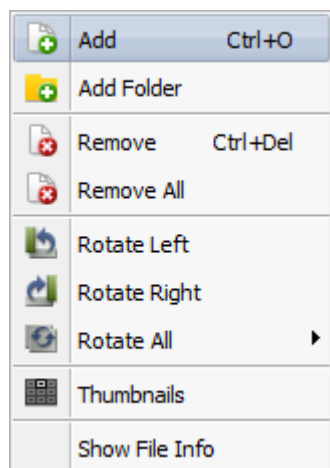 Add Ctrl+O
Add Folder
Remove Ctrl+Del
Remove All
Rotate Left
Rotate Right
Rotate All
Thumbnails
Show File Info